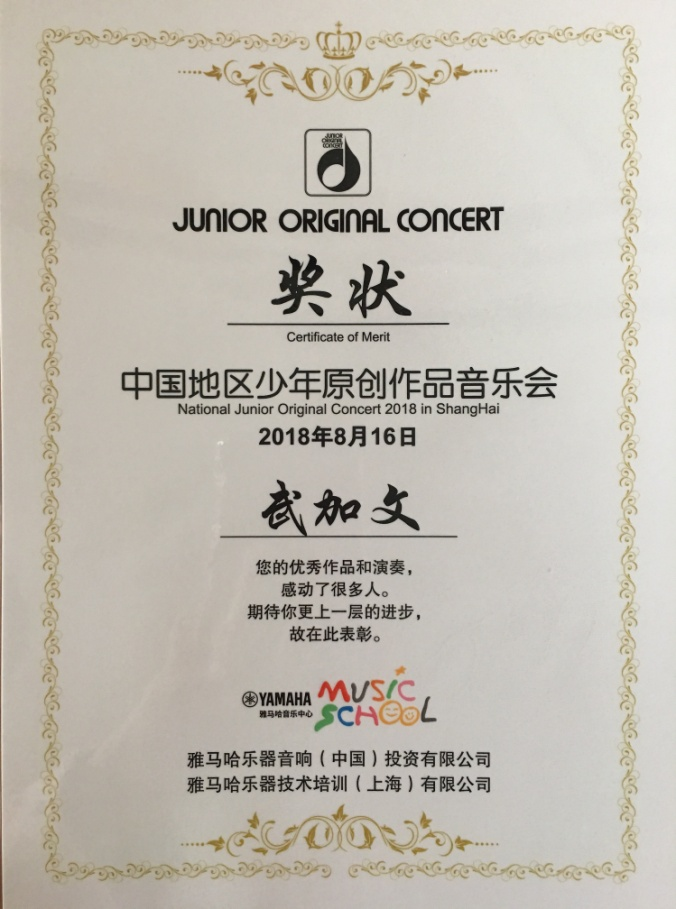 JUNIOR ORIGINAL CONCERT
JUNIOR ORIGINAL CONCERT
奖状
Certificate of Merit
中国地区少年原创作品音乐会
National Junior Original Concert 2018 in ShangHai
2018年8月16日
武加文
您的优秀作品和演奏，
感动了很多人。
期待你更上一层的进步，
故在此表彰。
YAMAHA MUSIC SCHOOL
雅马哈音乐中心
雅马哈乐器音响（中国）投资有限公司
雅马哈乐器技术培训（上海）有限公司